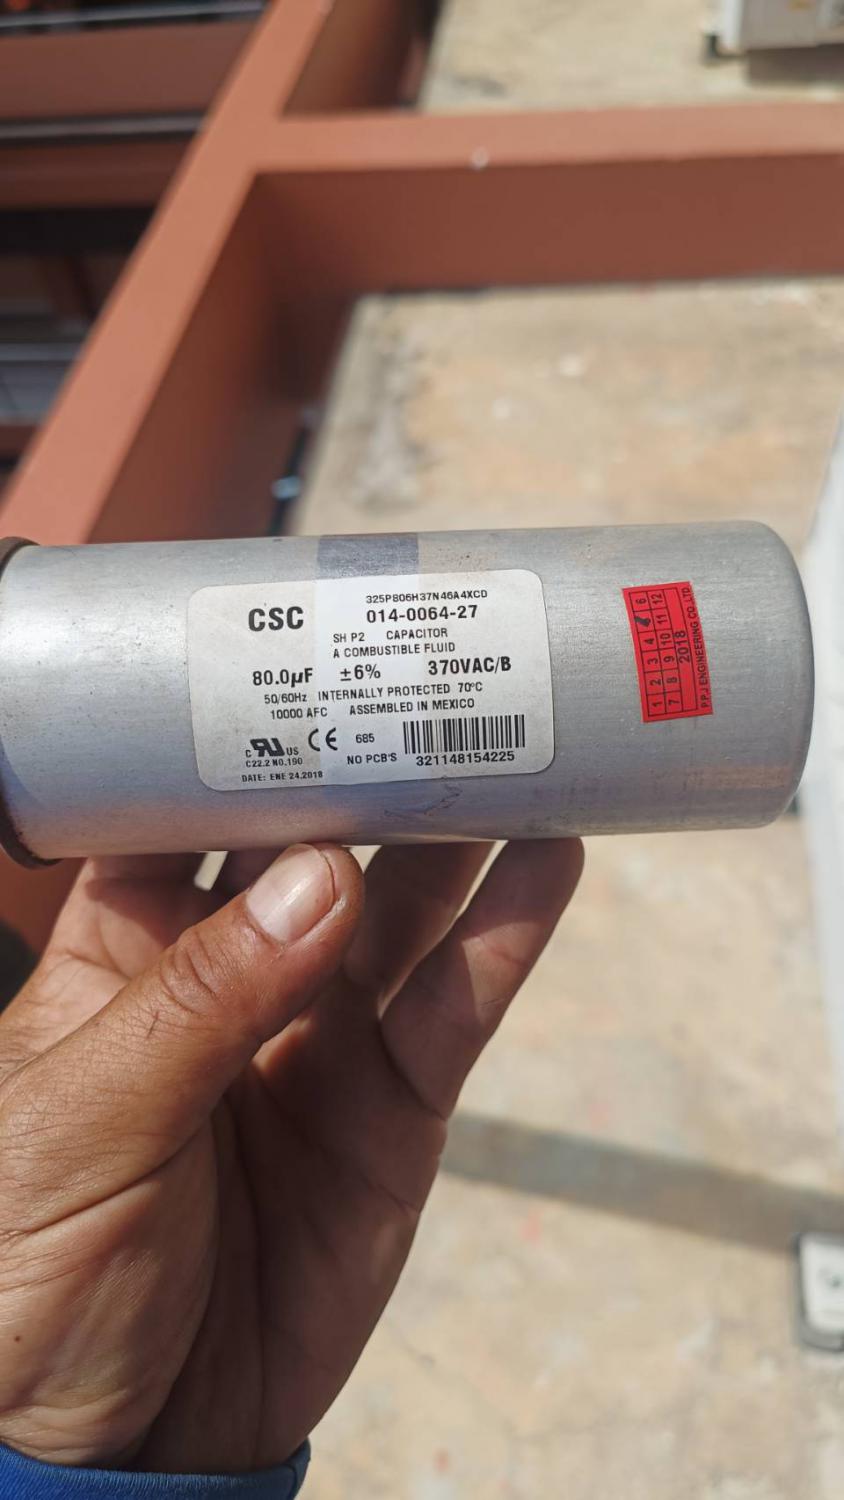 325P806H37N46A4XCD
CSC 014-0064-27
SH P2 CAPACITOR
A COMBUSTIBLE FLUID
80.0µF ±6% 370VAC/B
50/60Hz INTERNALLY PROTECTED 70°C
10000 AFC ASSEMBLED IN MEXICO
C RU US CE 685
C22.2 NO.190 NO PCB'S 321148154225
DATE: ENE 24.2018
1 2 3 4 5 6
7 8 9 10 11 12
2018
P.P.J ENGINEERING CO.,LTD.